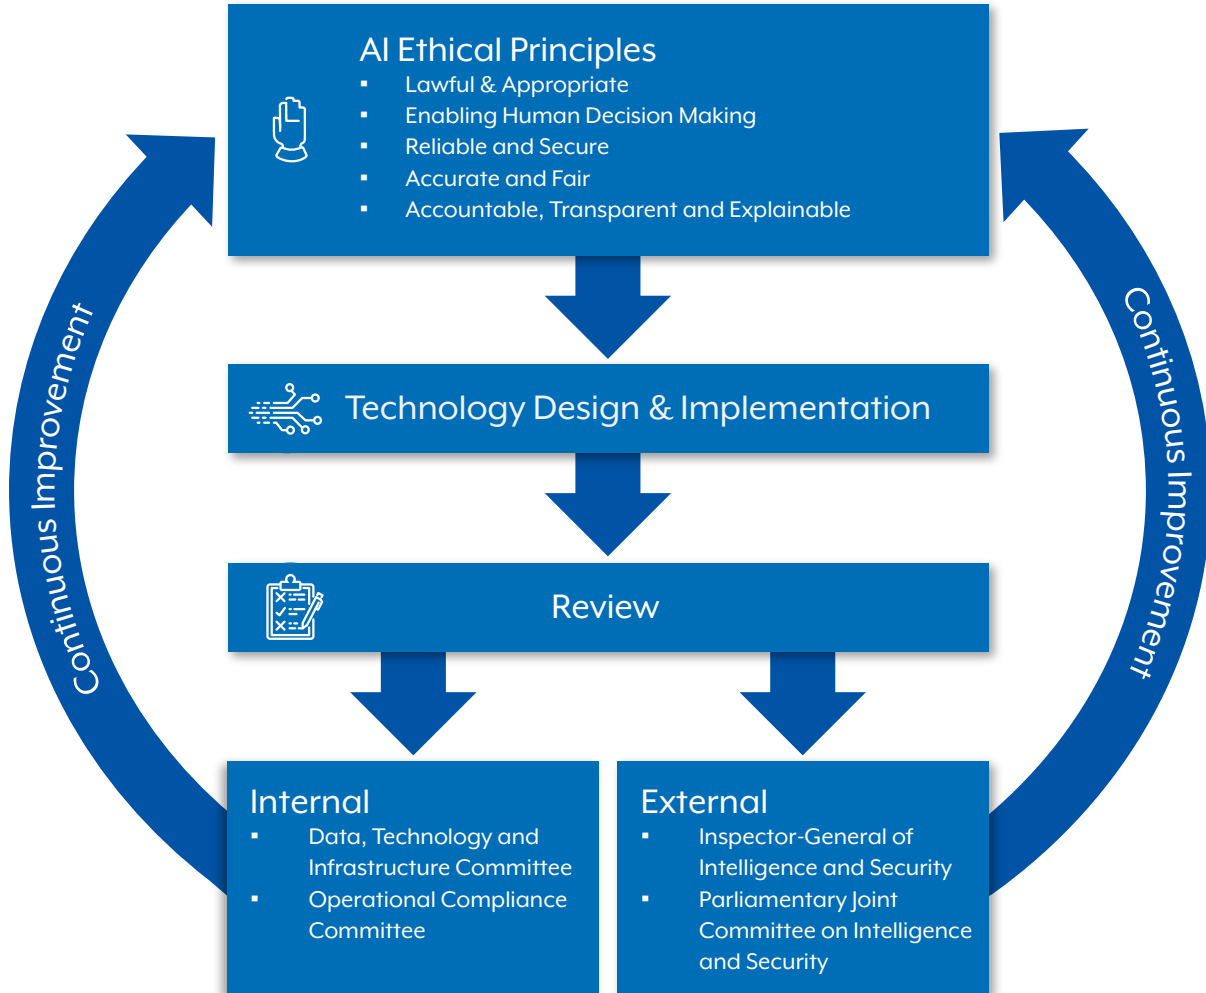 AI Ethical Principles
▪ Lawful & Appropriate
▪ Enabling Human Decision Making
▪ Reliable and Secure
▪ Accurate and Fair
▪ Accountable, Transparent and Explainable
Continuous Improvement
Continuous Improvement
Technology Design & Implementation
Review
Internal
▪ Data, Technology and
Infrastructure Committee
▪ Operational Compliance
Committee
External
▪ Inspector-General of
Intelligence and Security
▪ Parliamentary Joint
Committee on Intelligence
and Security